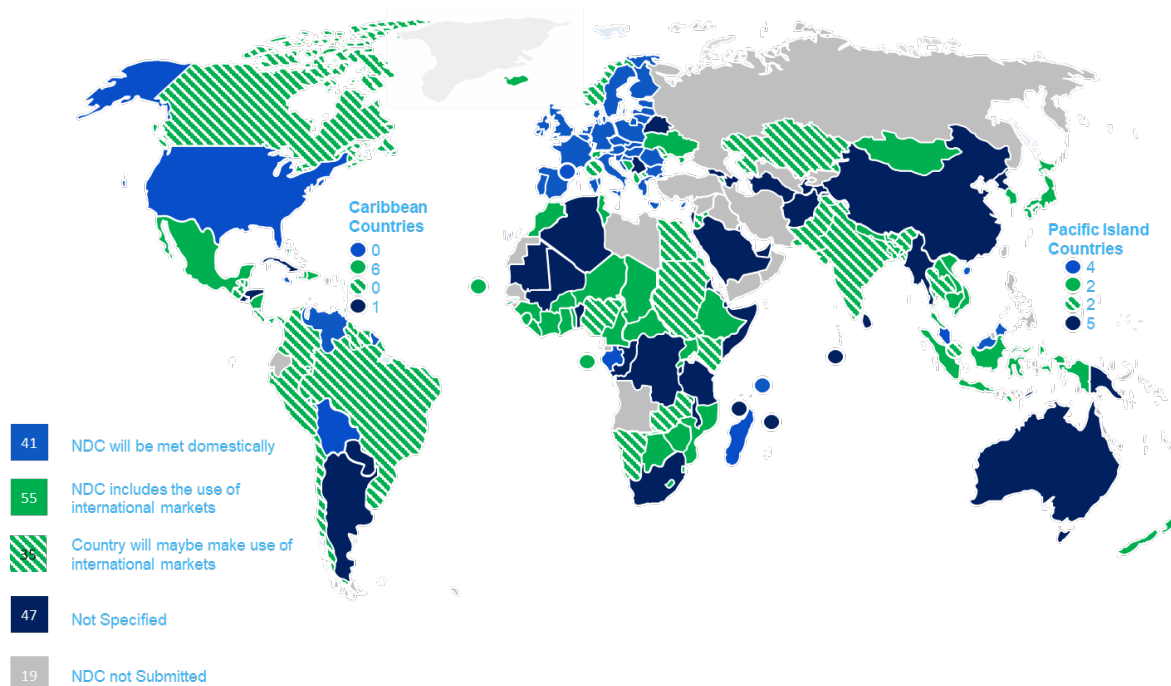 Caribbean
Countries
0
6
0
1
Pacific Island
Countries
4
2
2
5
41 NDC will be met domestically
55 NDC includes the use of
international markets
35 Country will maybe make use of
international markets
47 Not Specified
19 NDC not Submitted